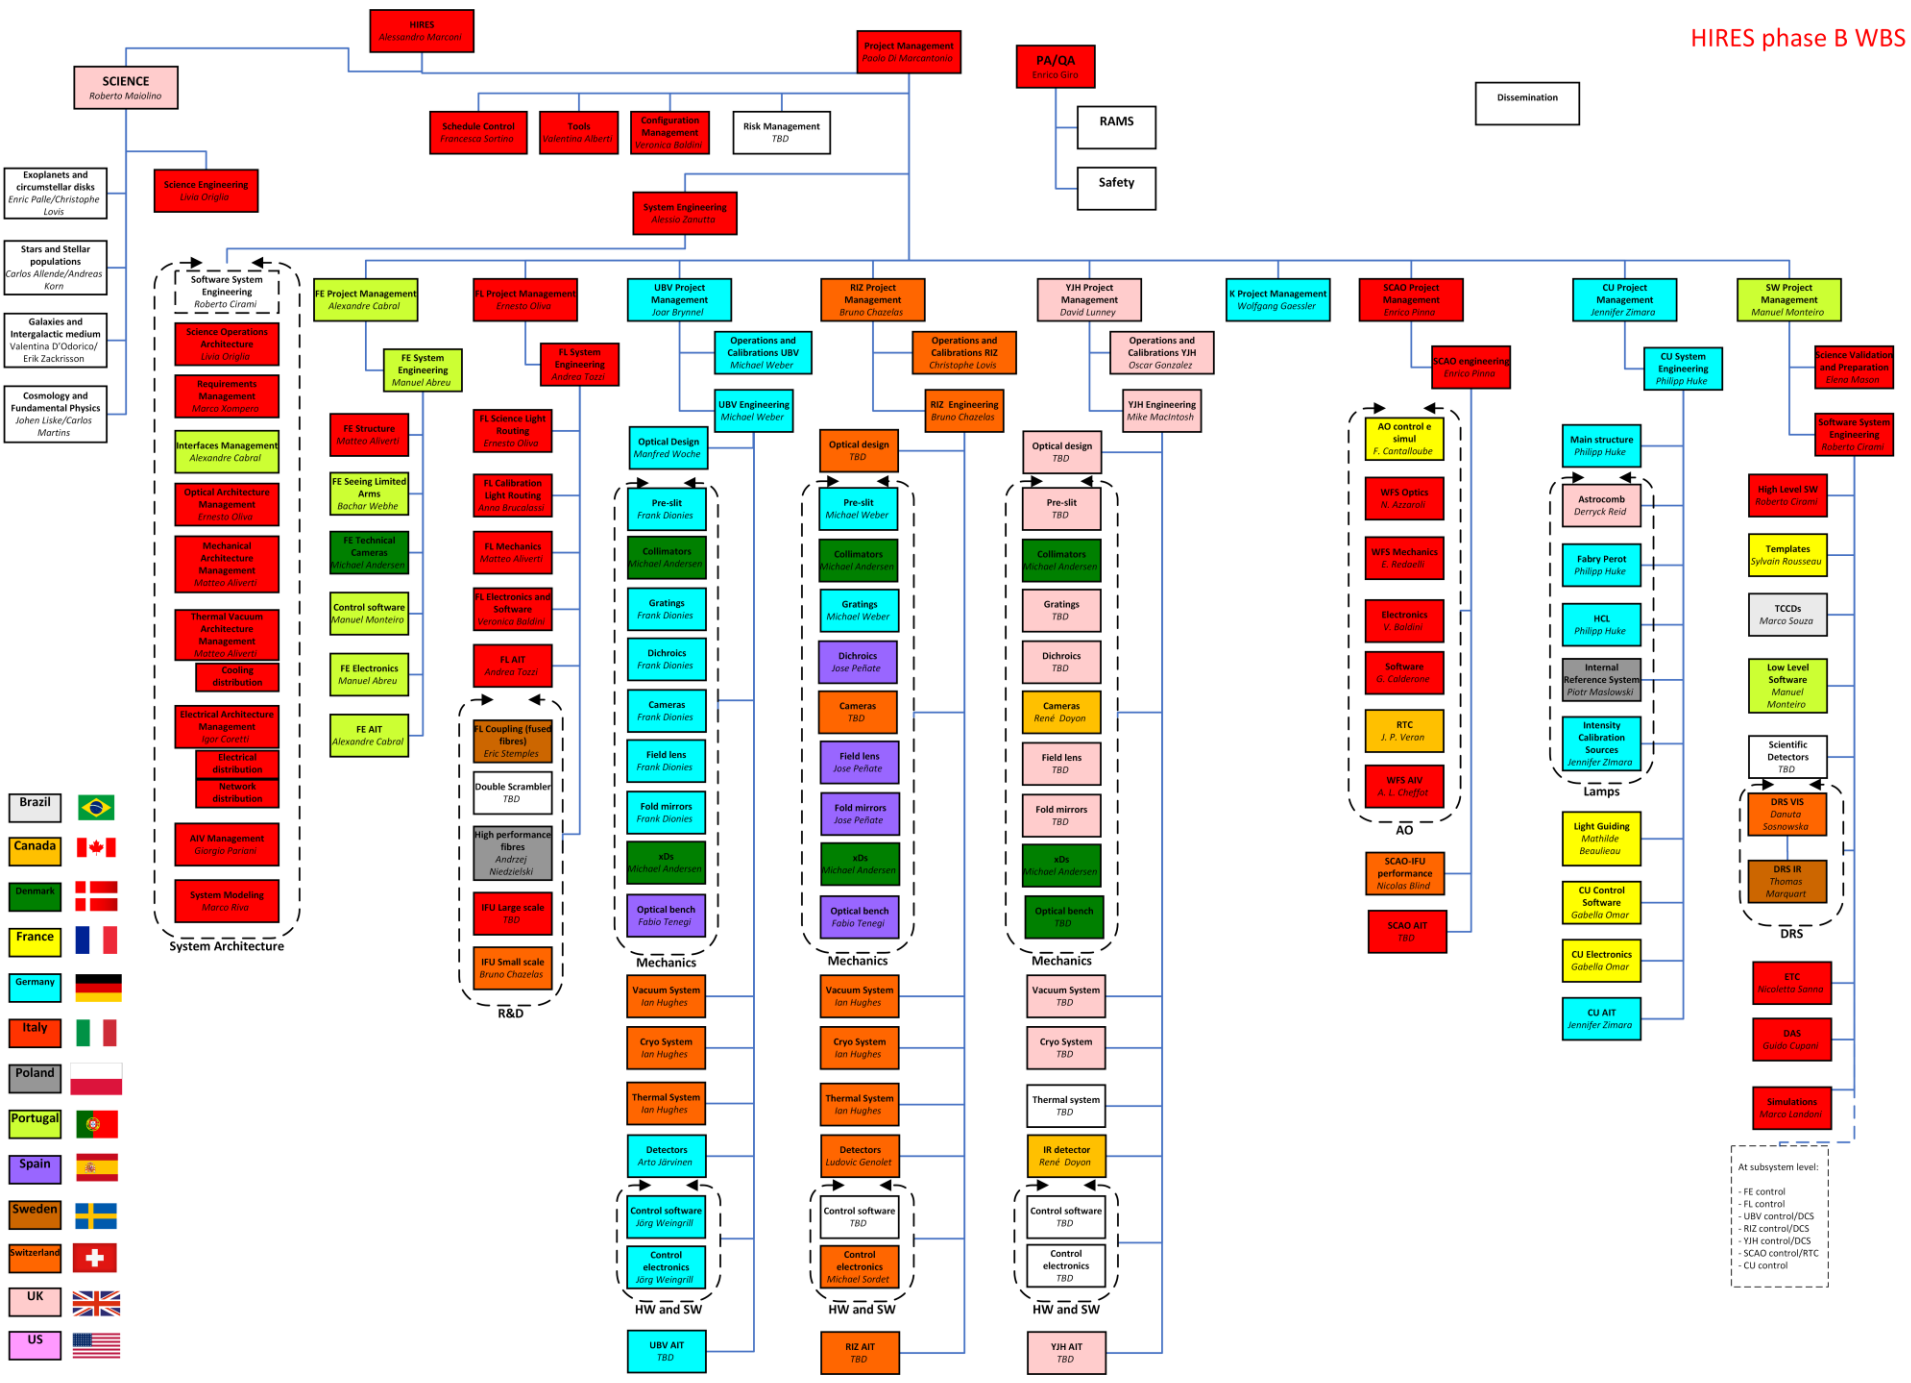 HIRES phase B WBS
HIRES
Alessandro Marconi
Project Management
Paolo Di Marcantonio
PA/QA
Enrico Giro
SCIENCE
Roberto Maiolino
Dissemination
RAMS
Safety
Schedule Control
Francesca Sortino
Tools
Valentina Alberti
Configuration
Management
Veronica Baldini
Risk Management
TBD
Exoplanets and
circumstellar disks
Enric Palle/Christophe
Lovis
Science Engineering
Livia Origlia
System Engineering
Alessio Zanutta
Stars and Stellar
populations
Carlos Allende/Andreas
Korn
Galaxies and
Intergalactic medium
Valentina D'Odorico/
Erik Zackrisson
Cosmology and
Fundamental Physics
Johen Liske/Carlos
Martins
Software System
Engineering
Roberto Cirami
Science Operations
Architecture
Livia Origlia
Requirements
Management
Marco Xompero
Interfaces Management
Alexandre Cabral
Optical Architecture
Management
Ernesto Oliva
Mechanical
Architecture
Management
Matteo Aliverti
Thermal Vacuum
Architecture
Management
Matteo Aliverti
Cooling
distribution
Electrical Architecture
Management
Igor Coretti
Electrical
distribution
Network
distribution
AIV Management
Giorgio Pariani
System Modeling
Marco Riva
System Architecture
FE Project Management
Alexandre Cabral
FE System
Engineering
Manuel Abreu
FE Structure
Matteo Aliverti
FE Seeing Limited
Arms
Bachar Wehbe
FE Technical
Cameras
Michael Andersen
Control software
Manuel Monteiro
FE Electronics
Manuel Abreu
FE AIT
Alexandre Cabral
FL Project Management
Ernesto Oliva
FL System
Engineering
Andrea Tozzi
FL Science Light
Routing
Ernesto Oliva
FL Calibration
Light Routing
Anna Brucalassi
FL Mechanics
Matteo Aliverti
FL Electronics and
Software
Veronica Baldini
FL AIT
Andrea Tozzi
FL Coupling (fused
fibres)
Eric Stemples
Double Scrambler
TBD
High performance
fibres
Andrzej
Niedzielski
IFU Large scale
TBD
IFU Small scale
Bruno Chazelas
R&D
UBV Project
Management
Joar Brynnel
Operations and
Calibrations UBV
Michael Weber
UBV Engineering
Michael Weber
Optical Design
Manfred Woche
Pre-slit
Frank Dionies
Collimators
Michael Andersen
Gratings
Frank Dionies
Dichroics
Frank Dionies
Cameras
Frank Dionies
Field lens
Frank Dionies
Fold mirrors
Frank Dionies
xDs
Michael Andersen
Optical bench
Fabio Tenegi
Mechanics
Vacuum System
Ian Hughes
Cryo System
Ian Hughes
Thermal System
Ian Hughes
Detectors
Arto Järvinen
Control software
Jörg Weingrill
Control
electronics
Jörg Weingrill
HW and SW
UBV AIT
TBD
RIZ Project
Management
Bruno Chazelas
Operations and
Calibrations RIZ
Christophe Lovis
RIZ Engineering
Bruno Chazelas
Optical design
TBD
Pre-slit
Michael Weber
Collimators
Michael Andersen
Gratings
Michael Weber
Dichroics
Jose Peñate
Cameras
TBD
Field lens
Jose Peñate
Fold mirrors
Jose Peñate
xDs
Michael Andersen
Optical bench
Fabio Tenegi
Mechanics
Vacuum System
Ian Hughes
Cryo System
Ian Hughes
Thermal System
Ian Hughes
Detectors
Ludovic Genolet
Control software
TBD
Control
electronics
Michael Sordet
HW and SW
RIZ AIT
TBD
YJH Project
Management
David Lunney
Operations and
Calibrations YJH
Oscar Gonzalez
YJH Engineering
Mike MacIntosh
Optical design
TBD
Pre-slit
TBD
Collimators
Michael Andersen
Gratings
TBD
Dichroics
TBD
Cameras
René Doyon
Field lens
TBD
Fold mirrors
TBD
xDs
Michael Andersen
Optical bench
TBD
Mechanics
Vacuum System
TBD
Cryo System
TBD
Thermal system
TBD
IR detector
René Doyon
Control software
TBD
Control
electronics
TBD
HW and SW
YJH AIT
TBD
K Project Management
Wolfgang Gaessler
SCAO Project
Management
Enrico Pinna
SCAO engineering
Enrico Pinna
AO control e
simul
F. Cantalloube
WFS Optics
N. Azzaroli
WFS Mechanics
E. Redaelli
Electronics
V. Baldini
Software
G. Calderone
RTC
J. P. Veran
WFS AIV
A. L. Cheffot
AO
SCAO-IFU
performance
Nicolas Blind
SCAO AIT
TBD
CU Project
Management
Jennifer Zimara
CU System
Engineering
Philipp Huke
Main structure
Philipp Huke
Astrocomb
Derryck Reid
Fabry Perot
Philipp Huke
HCL
Philipp Huke
Internal
Reference System
Piotr Maslowski
Intensity
Calibration
Sources
Jennifer Zimara
Lamps
Light Guiding
Mathilde
Beaulieu
CU Control
Software
Gabella Omar
CU Electronics
Gabella Omar
CU AIT
Jennifer Zimara
SW Project
Management
Manuel Monteiro
Science Validation
and Preparation
Elena Mason
Software System
Engineering
Roberto Cirami
High Level SW
Roberto Cirami
Templates
Sylvain Rousseau
TCCDs
Marco Souza
Low Level
Software
Manuel
Monteiro
Scientific
Detectors
TBD
DRS VIS
Danuta
Sosnowska
DRS IR
Thomas
Marquart
DRS
ETC
Nicoletta Sanna
DAS
Guido Cupani
Simulations
Marco Landoni
At subsystem level:
- FE control
- FL control
- UBV control/DCS
- RIZ control/DCS
- YJH control/DCS
- SCAO control/RTC
- CU control
Brazil
Canada
Denmark
France
Germany
Italy
Poland
Portugal
Spain
Sweden
Switzerland
UK
US